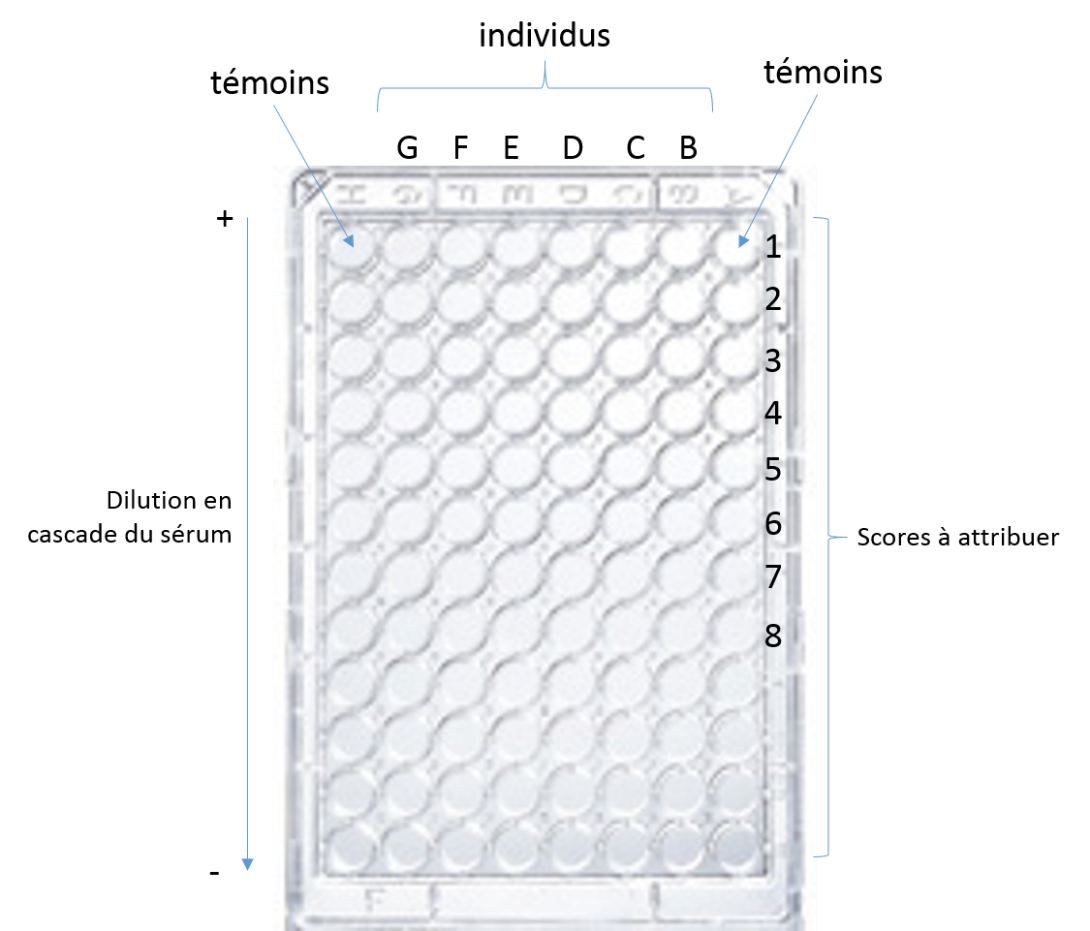 individus
témoins
témoins
G F E D C B
H G F E D C B A
+
1
2
3
4
5
6
7
8
Dilution en
cascade du sérum
Scores à attribuer
-